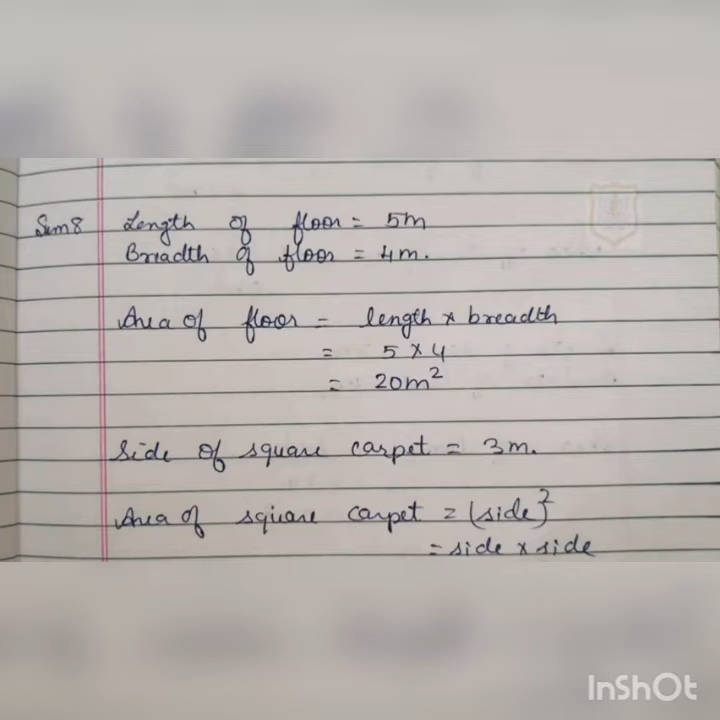 Sum 8 Length of floor = 5m
Breadth of floor = 4m.
Area of floor = length × breadth
= 5 × 4
= 20m²
Side of square carpet = 3m.
Area of square carpet = (side)²
= side × side
InShOt